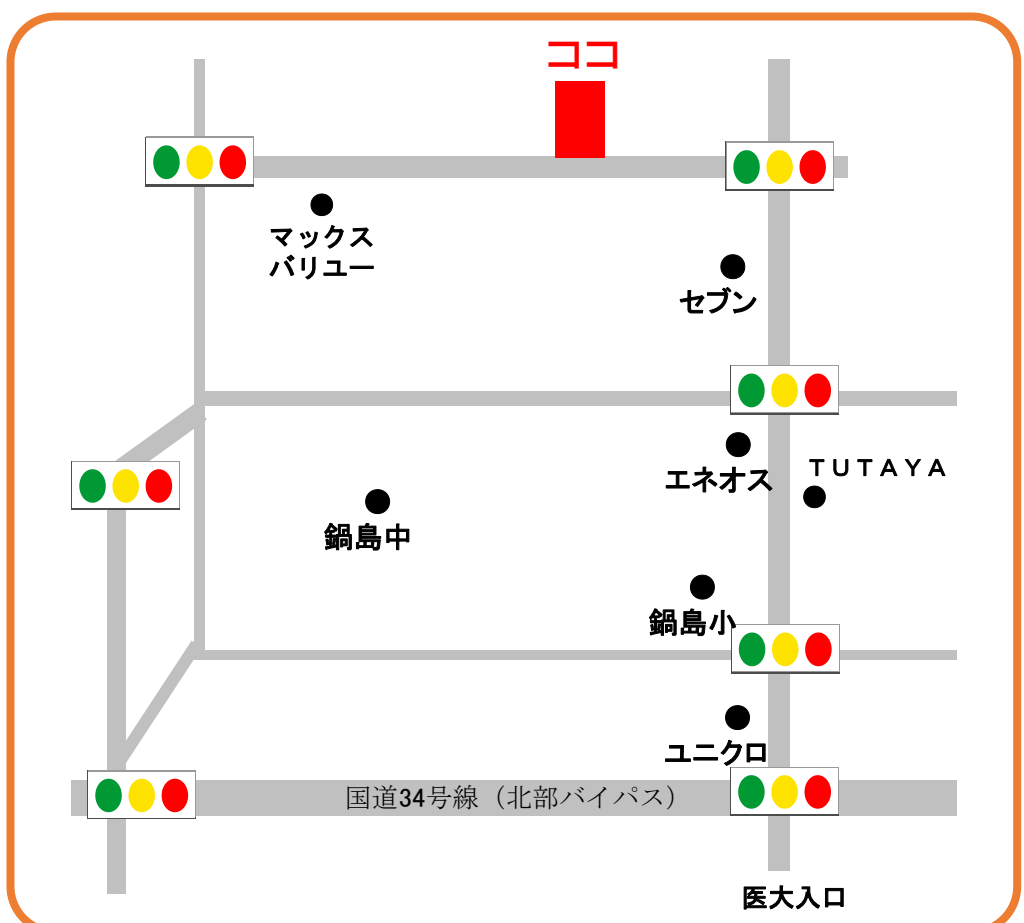 ココ
マックス
バリユー
セブン
エネオス
ＴＵＴＡＹＡ
鍋島中
鍋島小
ユニクロ
国道34号線（北部バイパス）
医大入口